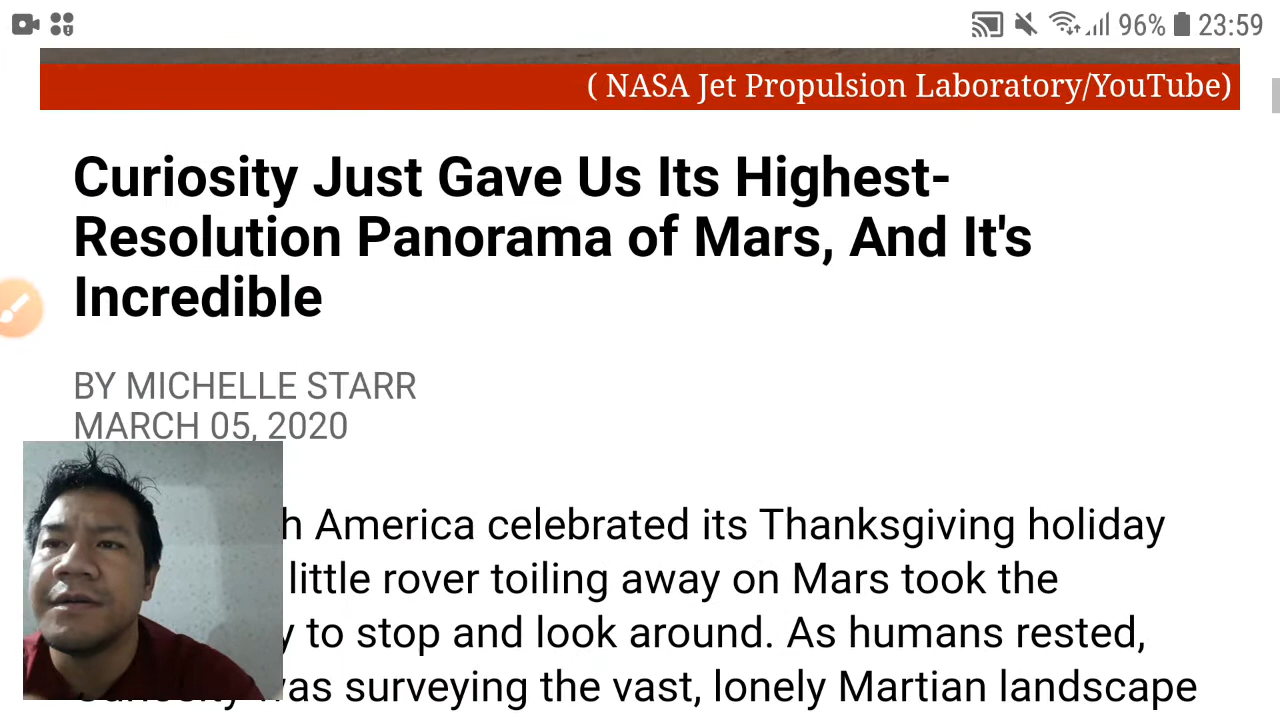 96% 23:59
( NASA Jet Propulsion Laboratory/YouTube)
Curiosity Just Gave Us Its Highest-
Resolution Panorama of Mars, And It's
Incredible
BY MICHELLE STARR
MARCH 05, 2020
America celebrated its Thanksgiving holiday
little rover toiling away on Mars took the
to stop and look around. As humans rested,
was surveying the vast, lonely Martian landscape